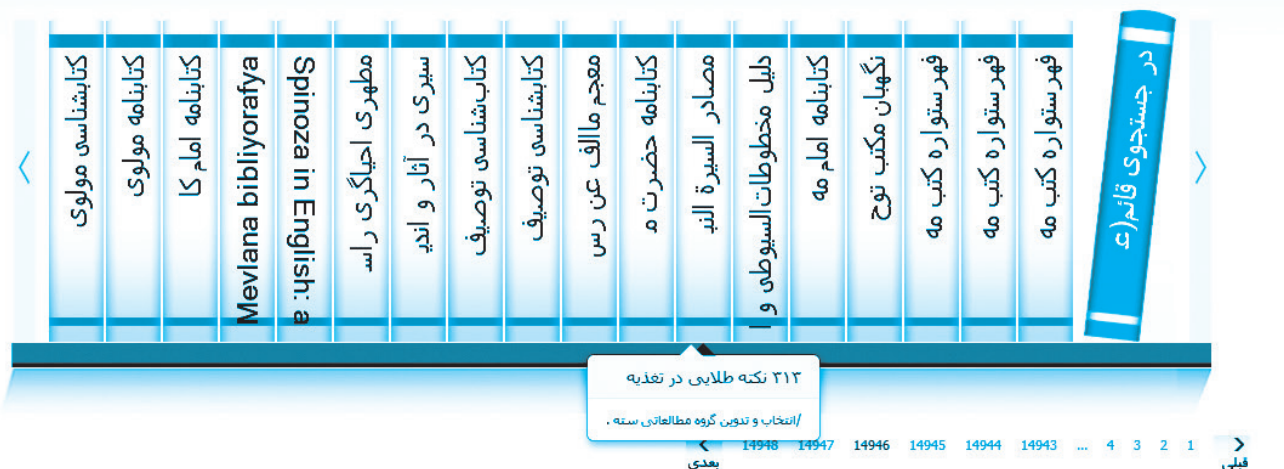 در جستجوی قائم(ع
فهرستواره کتب مه
فهرستواره کتب مه
فهرستواره کتب مه
نگهبان مکتب توح
کتابنامه امام مه
دلیل مخطوطات السیوطی و ا
مصادر السیرة النب
کتابنامه حضرت م
معجم ماالف عن رس
کتابشناسی توصیف
کتاب‌شناسی توصیف
سیری در آثار و اندی
مطهری احیاگری راس
Spinoza in English: a
Mevlana bibliyorafya
کتابنامه امام کا
کتابنامه مولوی
کتابشناسی مولوی
۳۱۳ نکته طلایی در تغذیه
/انتخاب و تدوین گروه مطالعاتی سته .
قبلی 1 2 3 4 ... 14943 14944 14945 14946 14947 14948 بعدی